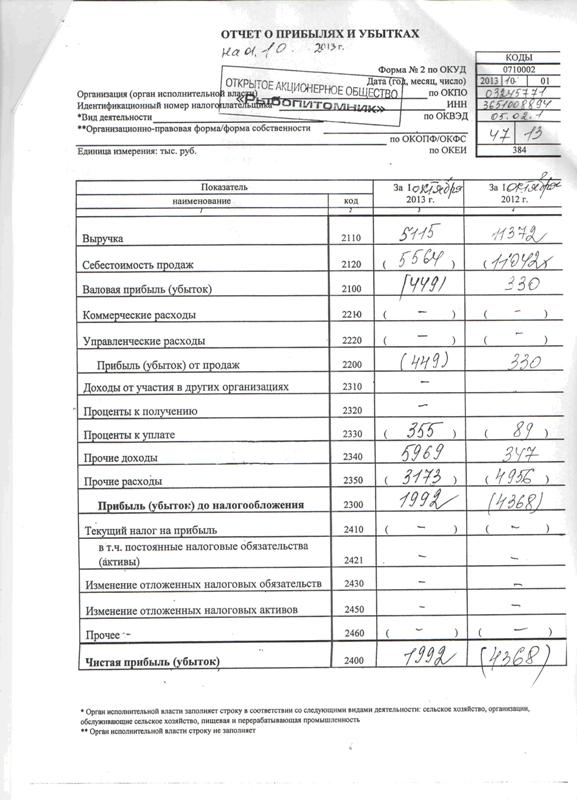 ОТЧЕТ О ПРИБЫЛЯХ И УБЫТКАХ
на 01.10. 2013 г.
КОДЫ
Форма № 2 по ОКУД 0710002
Дата (год, месяц, число) 2013 10 01
Организация (орган исполнительной власти) по ОКПО 03245771
ОТКРЫТОЕ АКЦИОНЕРНОЕ ОБЩЕСТВО
«РЫБОПИТОМНИК»
Идентификационный номер налогоплательщика ИНН 3651008894
*Вид деятельности по ОКВЭД 05.02.1
**Организационно-правовая форма/форма собственности
по ОКОПФ/ОКФС 47 13
Единица измерения: тыс. руб. по ОКЕИ 384
Показатель За 1 октября 2013 г. За 1 октября 2012 г.
наименование код
1 2 3 4
Выручка 2110 5115 11372
Себестоимость продаж 2120 ( 5564 ) ( 11042 )
Валовая прибыль (убыток) 2100 (449) 330
Коммерческие расходы 2210 ( – ) ( – )
Управленческие расходы 2220 ( – ) ( – )
Прибыль (убыток) от продаж 2200 (449) 330
Доходы от участия в других организациях 2310 –
Проценты к получению 2320 –
Проценты к уплате 2330 ( 355 ) ( 89 )
Прочие доходы 2340 5969 347
Прочие расходы 2350 ( 3173 ) ( 4956 )
Прибыль (убыток) до налогообложения 2300 1992 (4368)
Текущий налог на прибыль 2410 ( – ) ( – )
в т.ч. постоянные налоговые обязательства
(активы) 2421 – –
Изменение отложенных налоговых обязательств 2430 – –
Изменение отложенных налоговых активов 2450 – –
Прочее – 2460 ( – ) ( – )
Чистая прибыль (убыток) 2400 1992 (4368)
* Орган исполнительной власти заполняет строку в соответствии со следующими видами деятельности: сельское хозяйство, организации,
обслуживающие сельское хозяйство, пищевая и перерабатывающая промышленность
** Орган исполнительной власти строку не заполняет